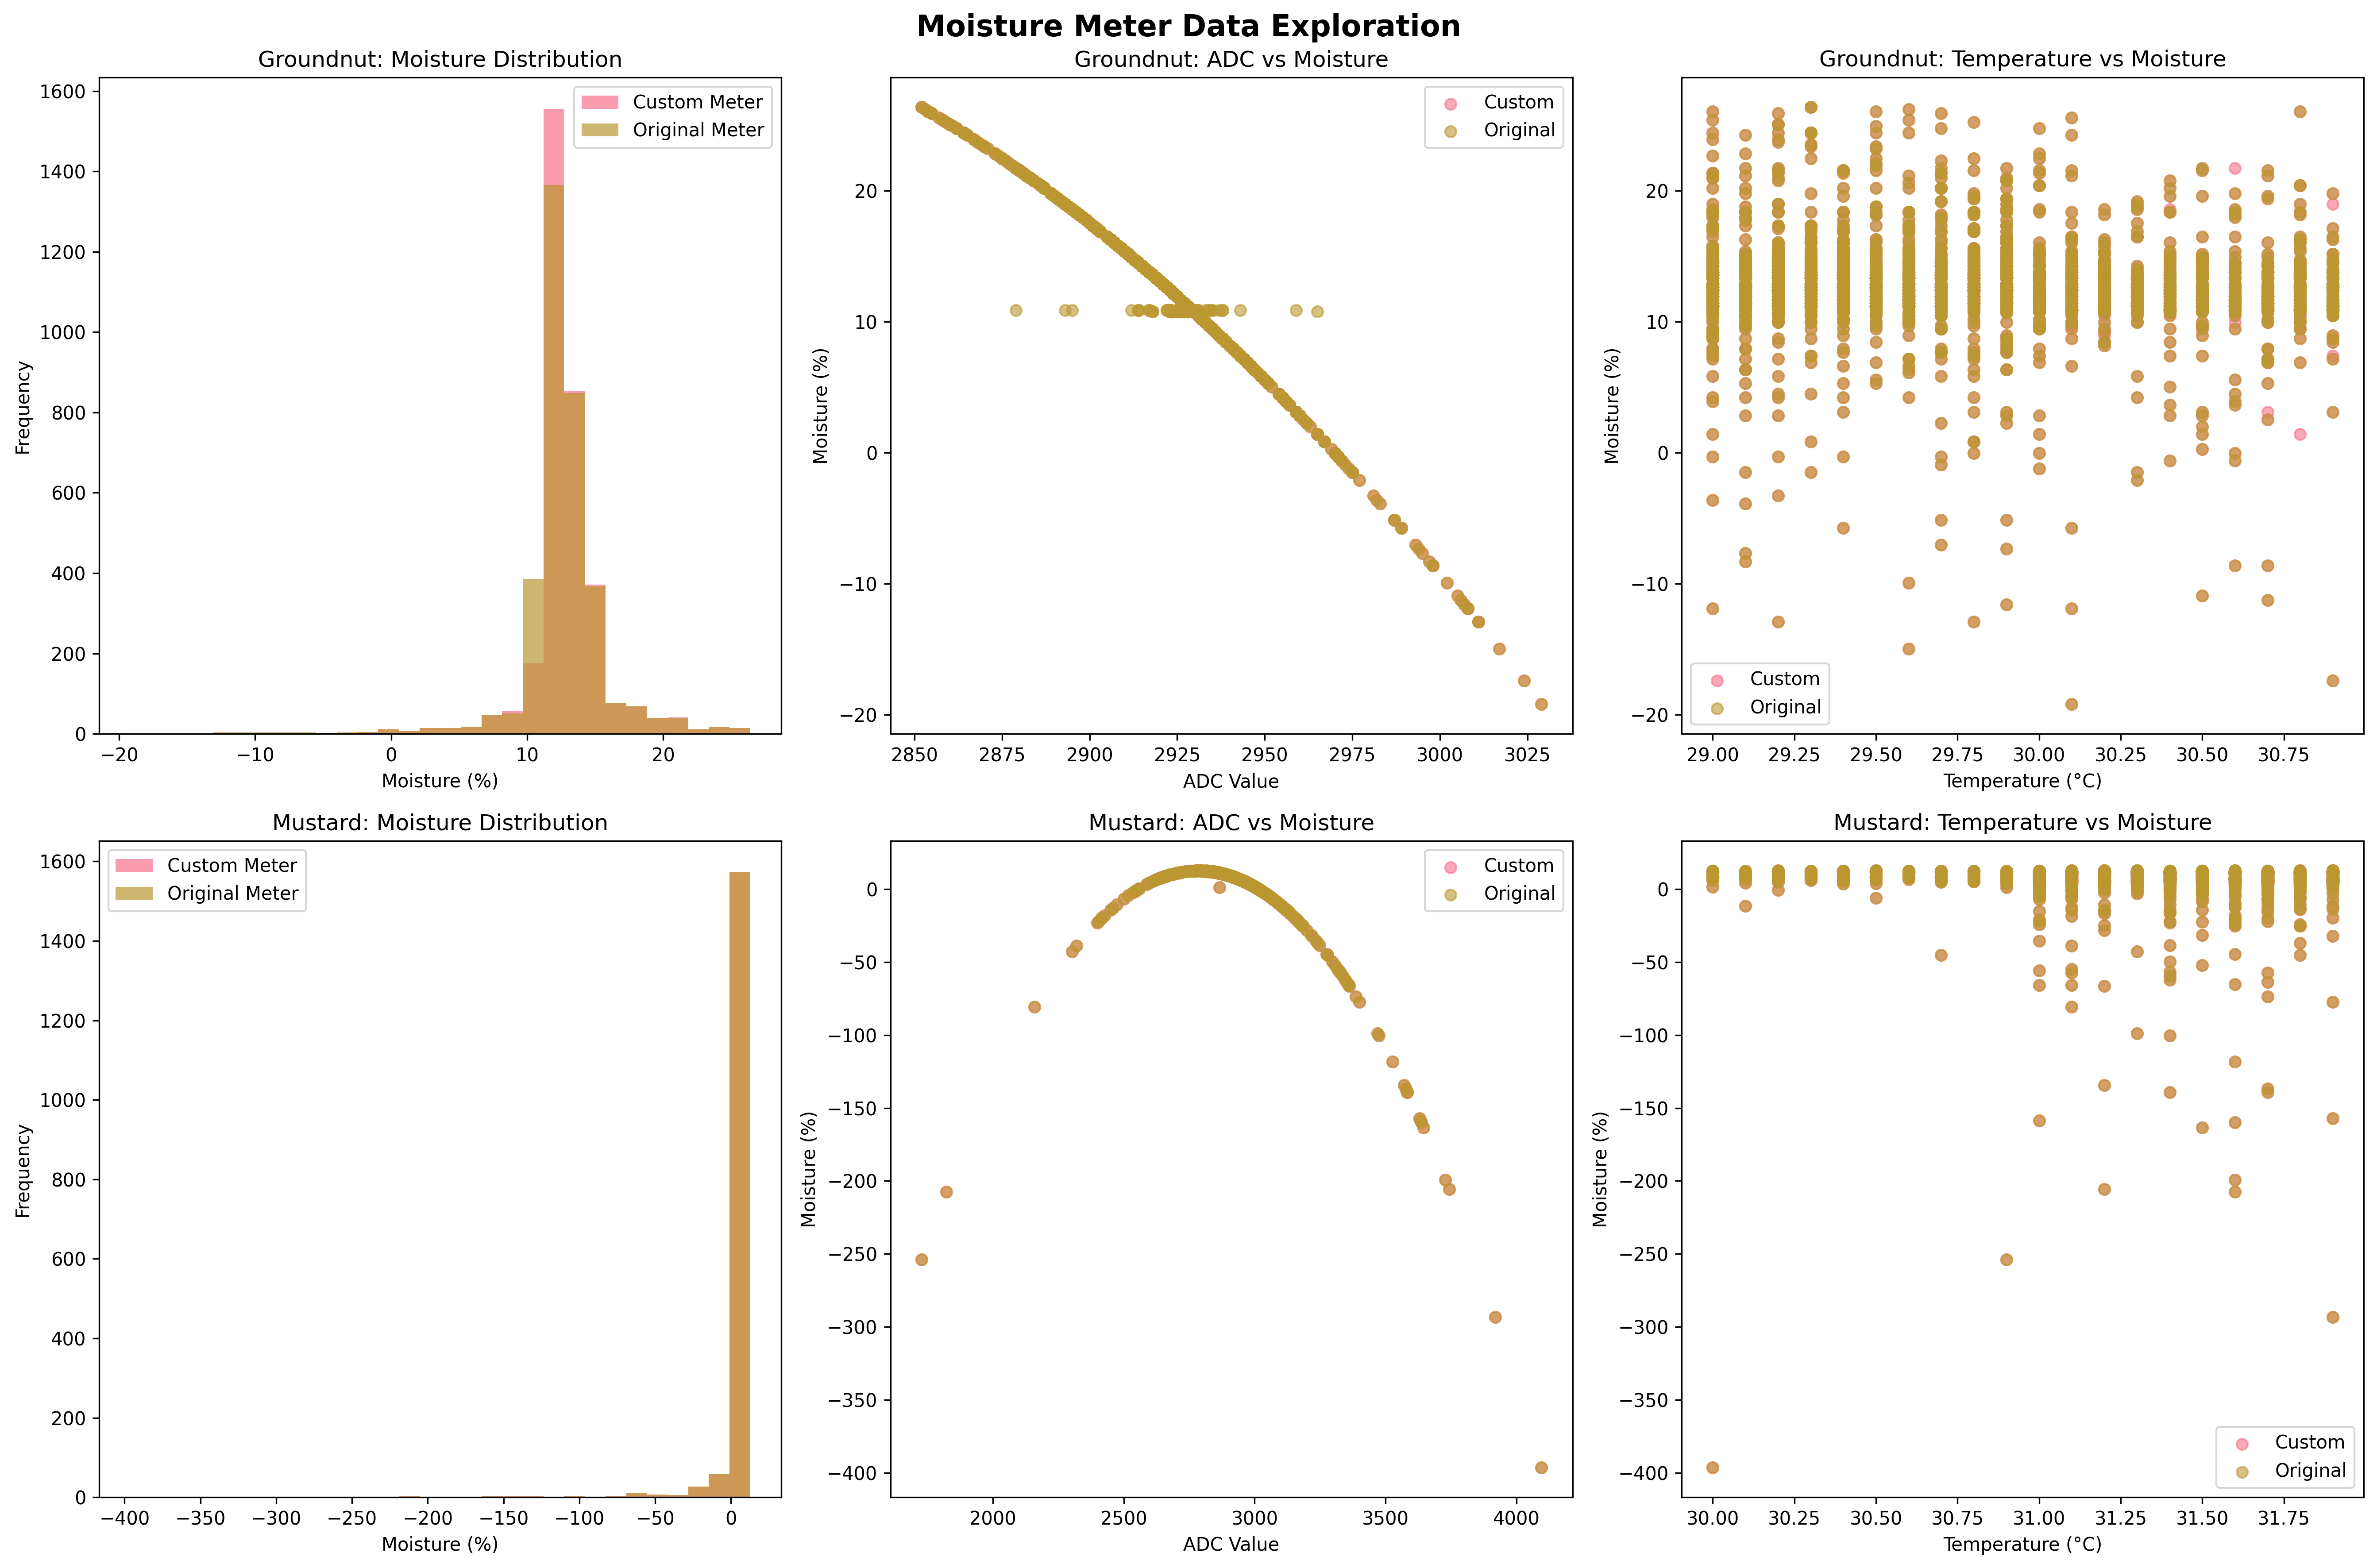 Moisture Meter Data Exploration
Groundnut: Moisture Distribution
1600
1400
1200
1000
800
600
400
200
0
Frequency
Custom Meter
Original Meter
−20
−10
0
10
20
Moisture (%)
Groundnut: ADC vs Moisture
20
10
0
−10
−20
Moisture (%)
Custom
Original
2850
2875
2900
2925
2950
2975
3000
3025
ADC Value
Groundnut: Temperature vs Moisture
20
10
0
−10
−20
Moisture (%)
Custom
Original
29.00
29.25
29.50
29.75
30.00
30.25
30.50
30.75
Temperature (°C)
Mustard: Moisture Distribution
1600
1400
1200
1000
800
600
400
200
0
Frequency
Custom Meter
Original Meter
−400
−350
−300
−250
−200
−150
−100
−50
0
Moisture (%)
Mustard: ADC vs Moisture
0
−50
−100
−150
−200
−250
−300
−350
−400
Moisture (%)
Custom
Original
2000
2500
3000
3500
4000
ADC Value
Mustard: Temperature vs Moisture
0
−50
−100
−150
−200
−250
−300
−350
−400
Moisture (%)
Custom
Original
30.00
30.25
30.50
30.75
31.00
31.25
31.50
31.75
Temperature (°C)